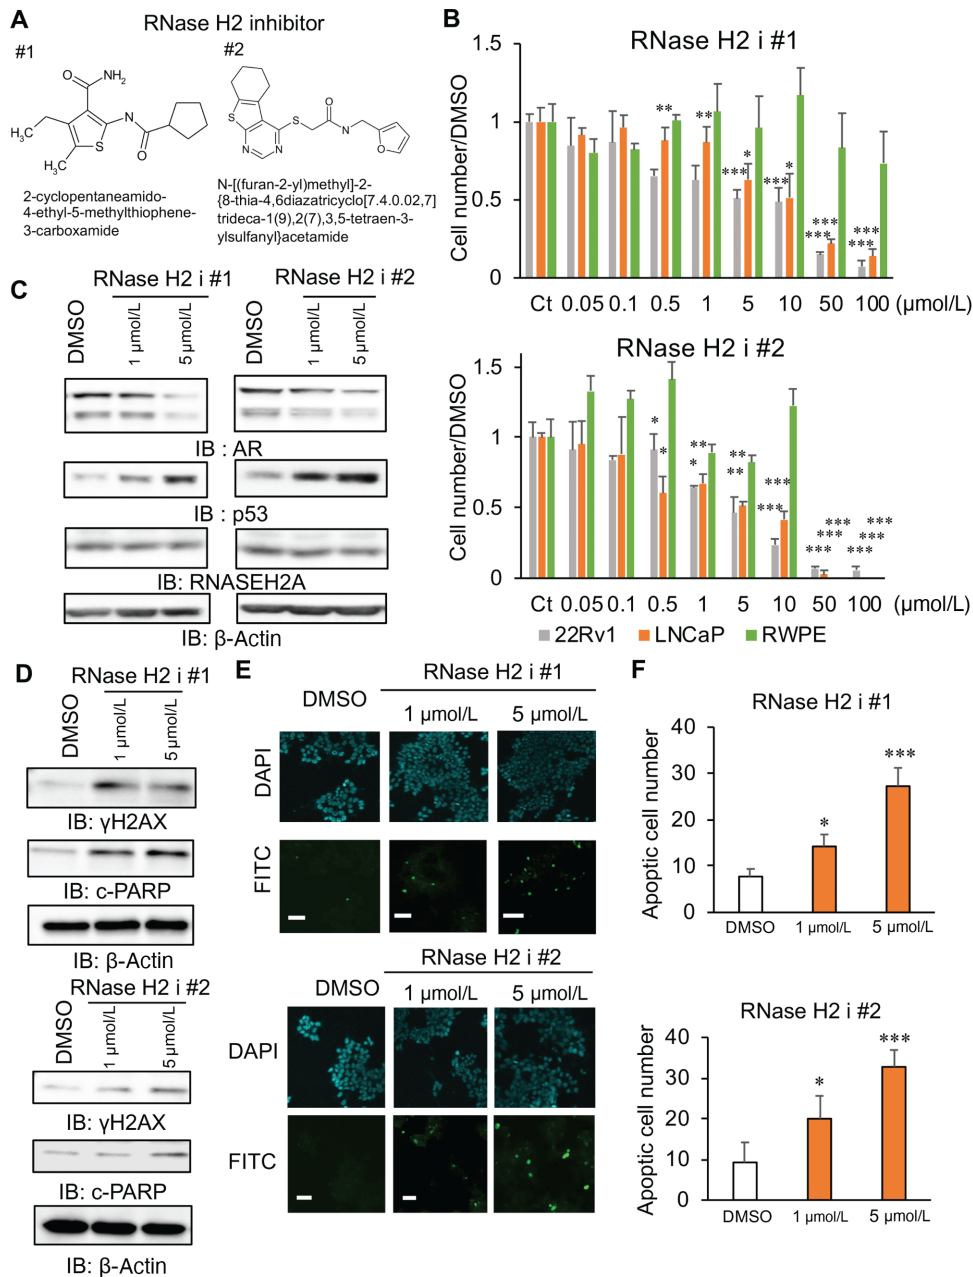 A
RNase H2 inhibitor
#1
#2
O
NH₂
H₃C
H₃C
S
NH
O
S
S
N
N
O
N
H
O
2-cyclopentaneamido-
4-ethyl-5-methylthiophene-
3-carboxamide
N-[(furan-2-yl)methyl]-2-
{8-thia-4,6diazatricyclo[7.4.0.02,7]
trideca-1(9),2(7),3,5-tetraen-3-
ylsulfanyl}acetamide
B
RNase H2 i #1
Cell number/DMSO
1.5
1
0.5
0
** ** *** * *** * *** *** *** ***
Ct 0.05 0.1 0.5 1 5 10 50 100 (µmol/L)
RNase H2 i #2
Cell number/DMSO
1.5
1
0.5
0
* * ** * ** ** *** *** *** *** *** *** *** ***
Ct 0.05 0.1 0.5 1 5 10 50 100 (µmol/L)
22Rv1 LNCaP RWPE
C
RNase H2 i #1
RNase H2 i #2
DMSO
1 µmol/L
5 µmol/L
DMSO
1 µmol/L
5 µmol/L
IB : AR
IB : p53
IB: RNASEH2A
IB: β-Actin
D
RNase H2 i #1
DMSO
1 µmol/L
5 µmol/L
IB: γH2AX
IB: c-PARP
IB: β-Actin
RNase H2 i #2
DMSO
1 µmol/L
5 µmol/L
IB: γH2AX
IB: c-PARP
IB: β-Actin
E
RNase H2 i #1
DMSO
1 µmol/L
5 µmol/L
DAPI
FITC
RNase H2 i #2
DMSO
1 µmol/L
5 µmol/L
DAPI
FITC
F
RNase H2 i #1
Apoptic cell number
40
30
20
10
0
*
***
DMSO 1 µmol/L 5 µmol/L
RNase H2 i #2
Apoptic cell number
40
30
20
10
0
*
***
DMSO 1 µmol/L 5 µmol/L